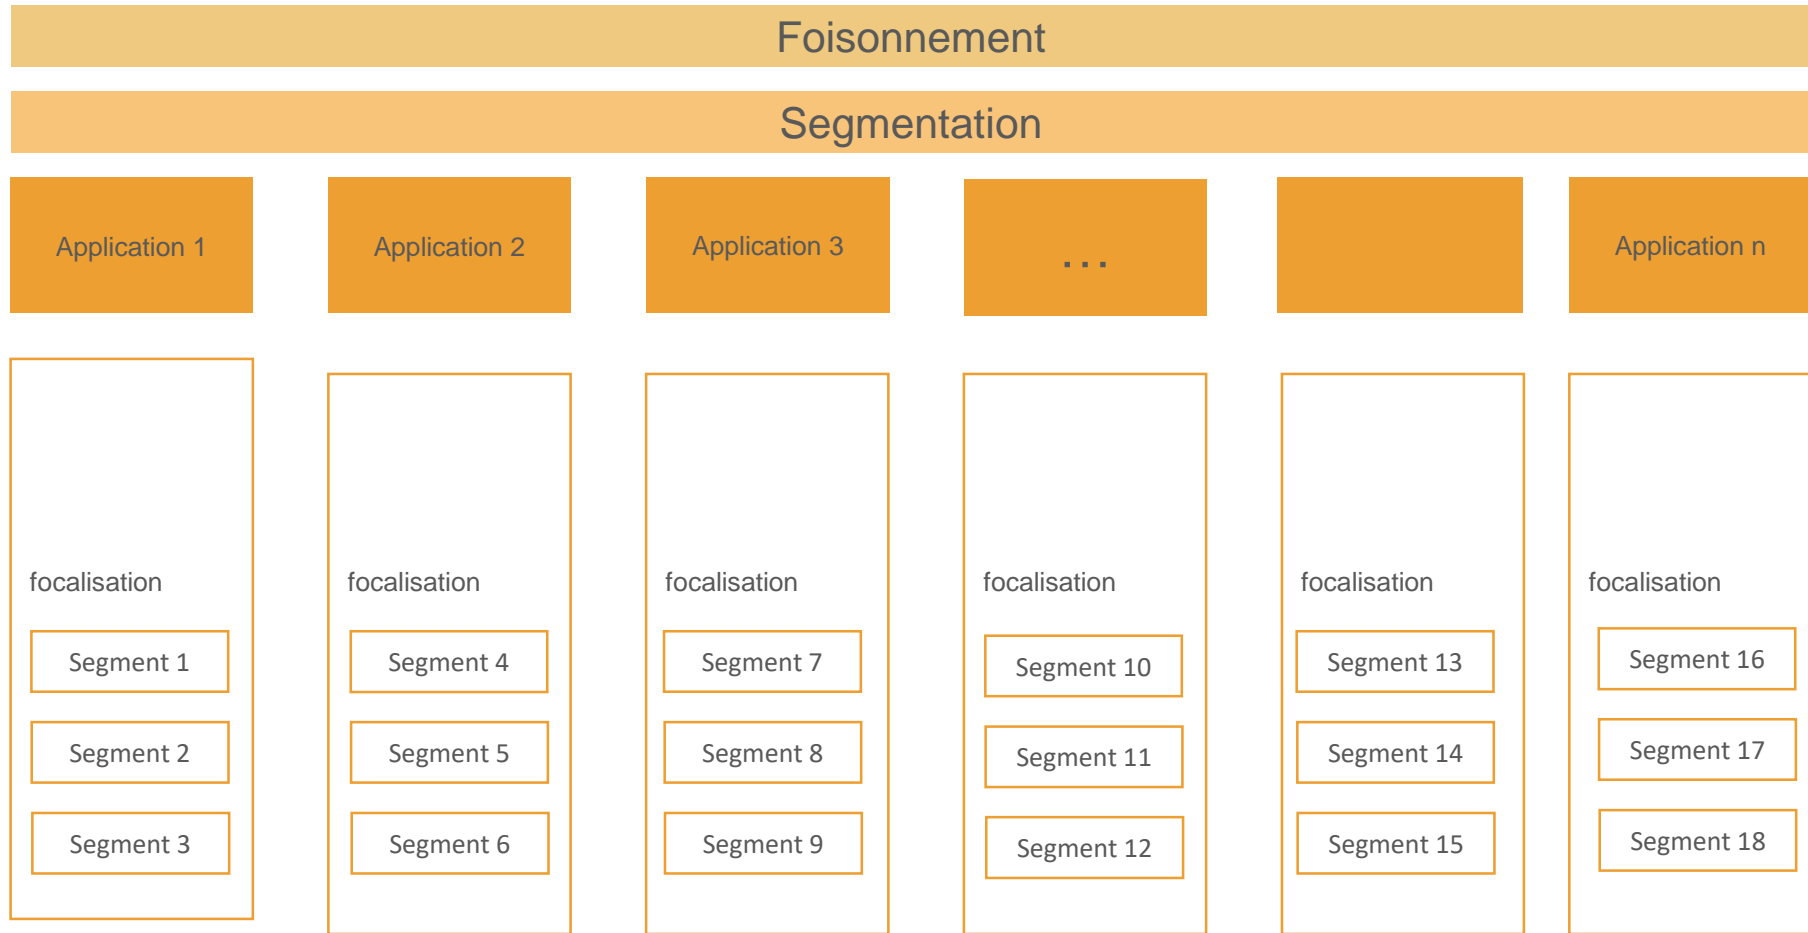 Foisonnement
Segmentation
Application 1
Application 2
Application 3
...
Application n
focalisation
Segment 1
Segment 2
Segment 3
focalisation
Segment 4
Segment 5
Segment 6
focalisation
Segment 7
Segment 8
Segment 9
focalisation
Segment 10
Segment 11
Segment 12
focalisation
Segment 13
Segment 14
Segment 15
focalisation
Segment 16
Segment 17
Segment 18